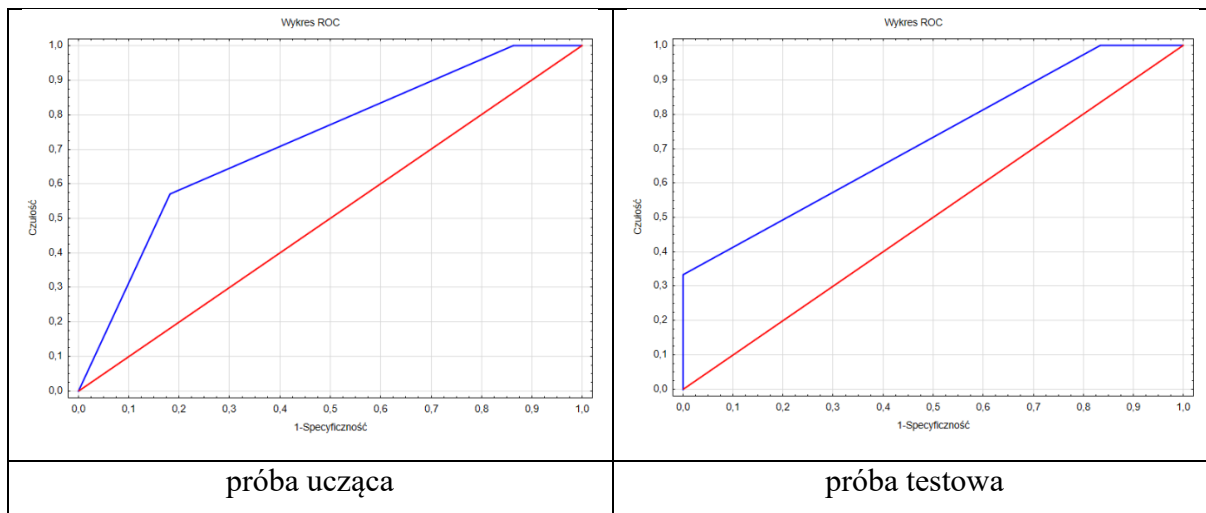 Wykres ROC
1,0
0,9
0,8
0,7
0,6
0,5
0,4
0,3
0,2
0,1
0,0
Czułość
0,0 0,1 0,2 0,3 0,4 0,5 0,6 0,7 0,8 0,9 1,0
1-Specyficzność
próba ucząca
Wykres ROC
1,0
0,9
0,8
0,7
0,6
0,5
0,4
0,3
0,2
0,1
0,0
Czułość
0,0 0,1 0,2 0,3 0,4 0,5 0,6 0,7 0,8 0,9 1,0
1-Specyficzność
próba testowa